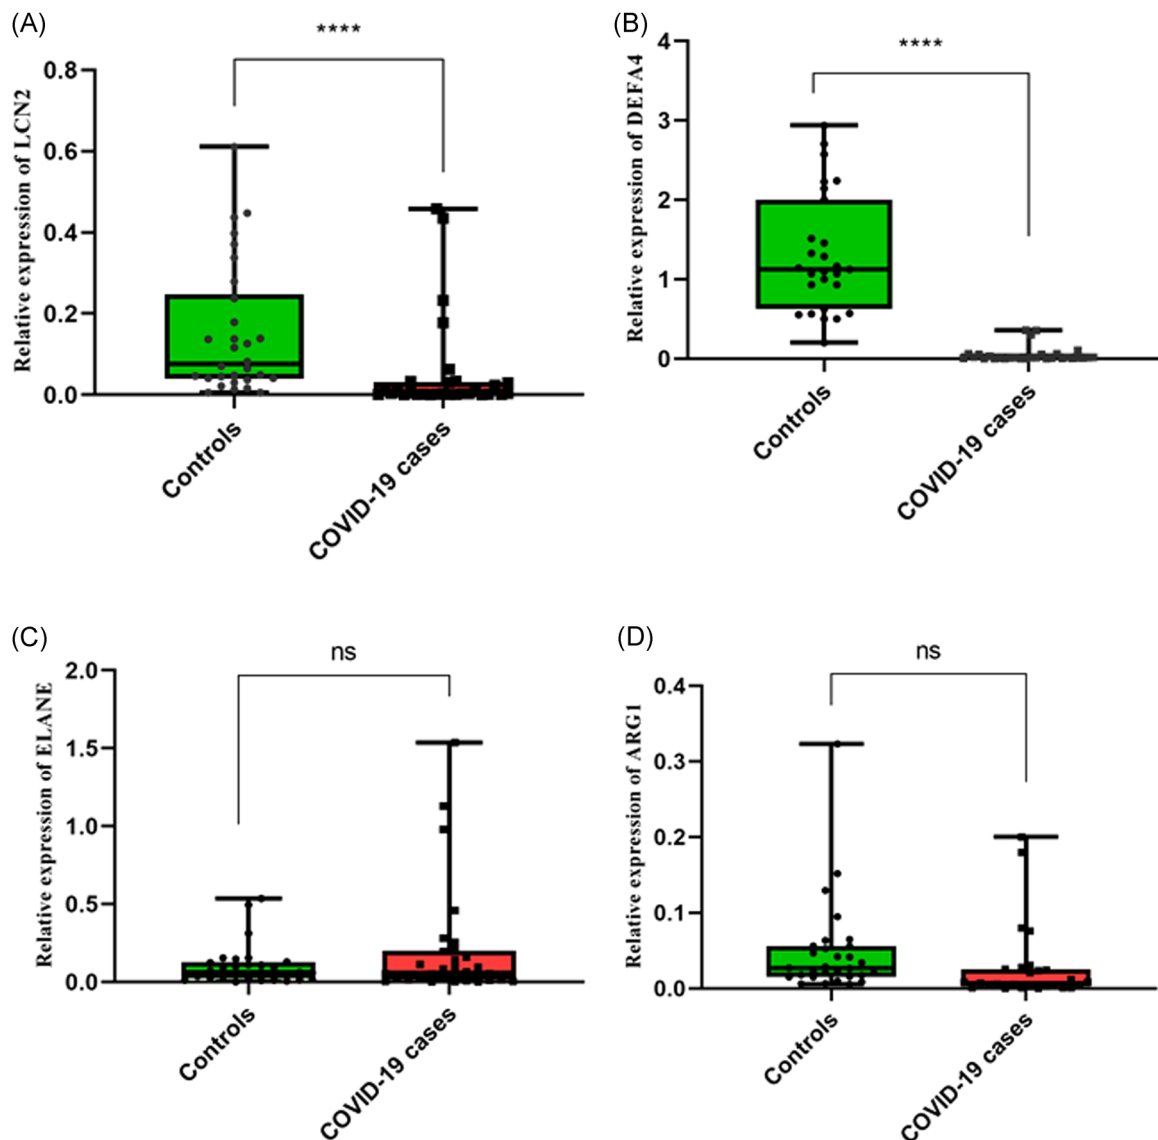 (A)
****
Relative expression of LCN2
0.8
0.6
0.4
0.2
0.0
Controls
COVID-19 cases
(B)
****
Relative expression of DEFA4
4
3
2
1
0
Controls
COVID-19 cases
(C)
ns
Relative expression of ELANE
2.0
1.5
1.0
0.5
0.0
Controls
COVID-19 cases
(D)
ns
Relative expression of ARG1
0.4
0.3
0.2
0.1
0.0
Controls
COVID-19 cases